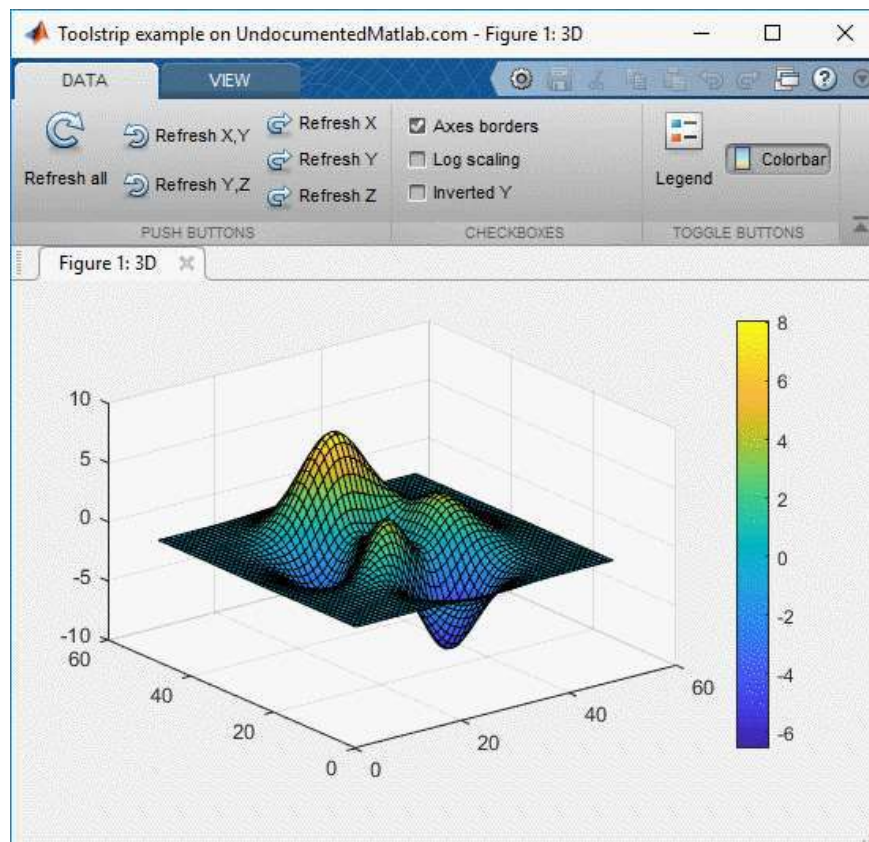 Toolstrip example on UndocumentedMatlab.com - Figure 1: 3D
DATA VIEW
Refresh all
Refresh X,Y
Refresh Y,Z
Refresh X
Refresh Y
Refresh Z
PUSH BUTTONS
Axes borders
Log scaling
Inverted Y
CHECKBOXES
Legend
Colorbar
TOGGLE BUTTONS
Figure 1: 3D
10
5
0
-5
-10
60
40
20
0
0
20
40
60
8
6
4
2
0
-2
-4
-6